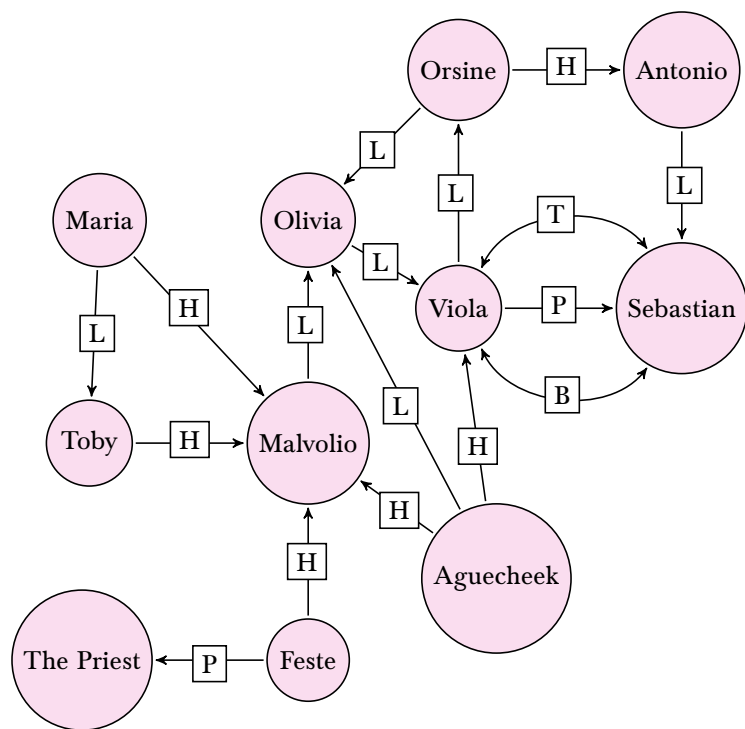 Orsine
H
Antonio
L
L
L
Maria
Olivia
T
L
Viola
P
Sebastian
H
L
L
L
B
Toby
H
Malvolio
H
H
Aguecheek
H
The Priest
P
Feste